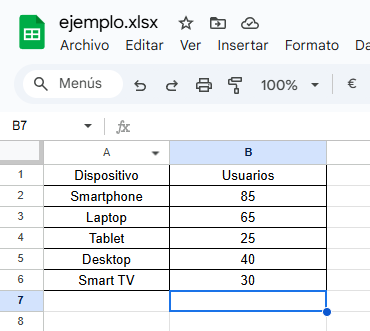 ejemplo.xlsx
Archivo Editar Ver Insertar Formato Da
Menús 100% €
B7 fx
A B
1 Dispositivo Usuarios
2 Smartphone 85
3 Laptop 65
4 Tablet 25
5 Desktop 40
6 Smart TV 30
7
8